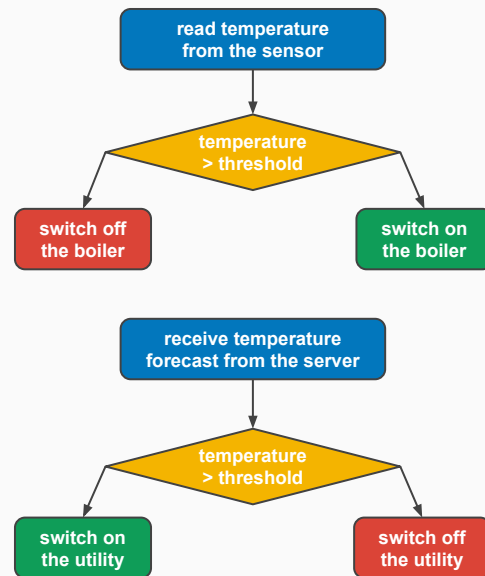 read temperature
from the sensor
temperature
> threshold
switch off
the boiler
switch on
the boiler
receive temperature
forecast from the server
temperature
> threshold
switch on
the utility
switch off
the utility